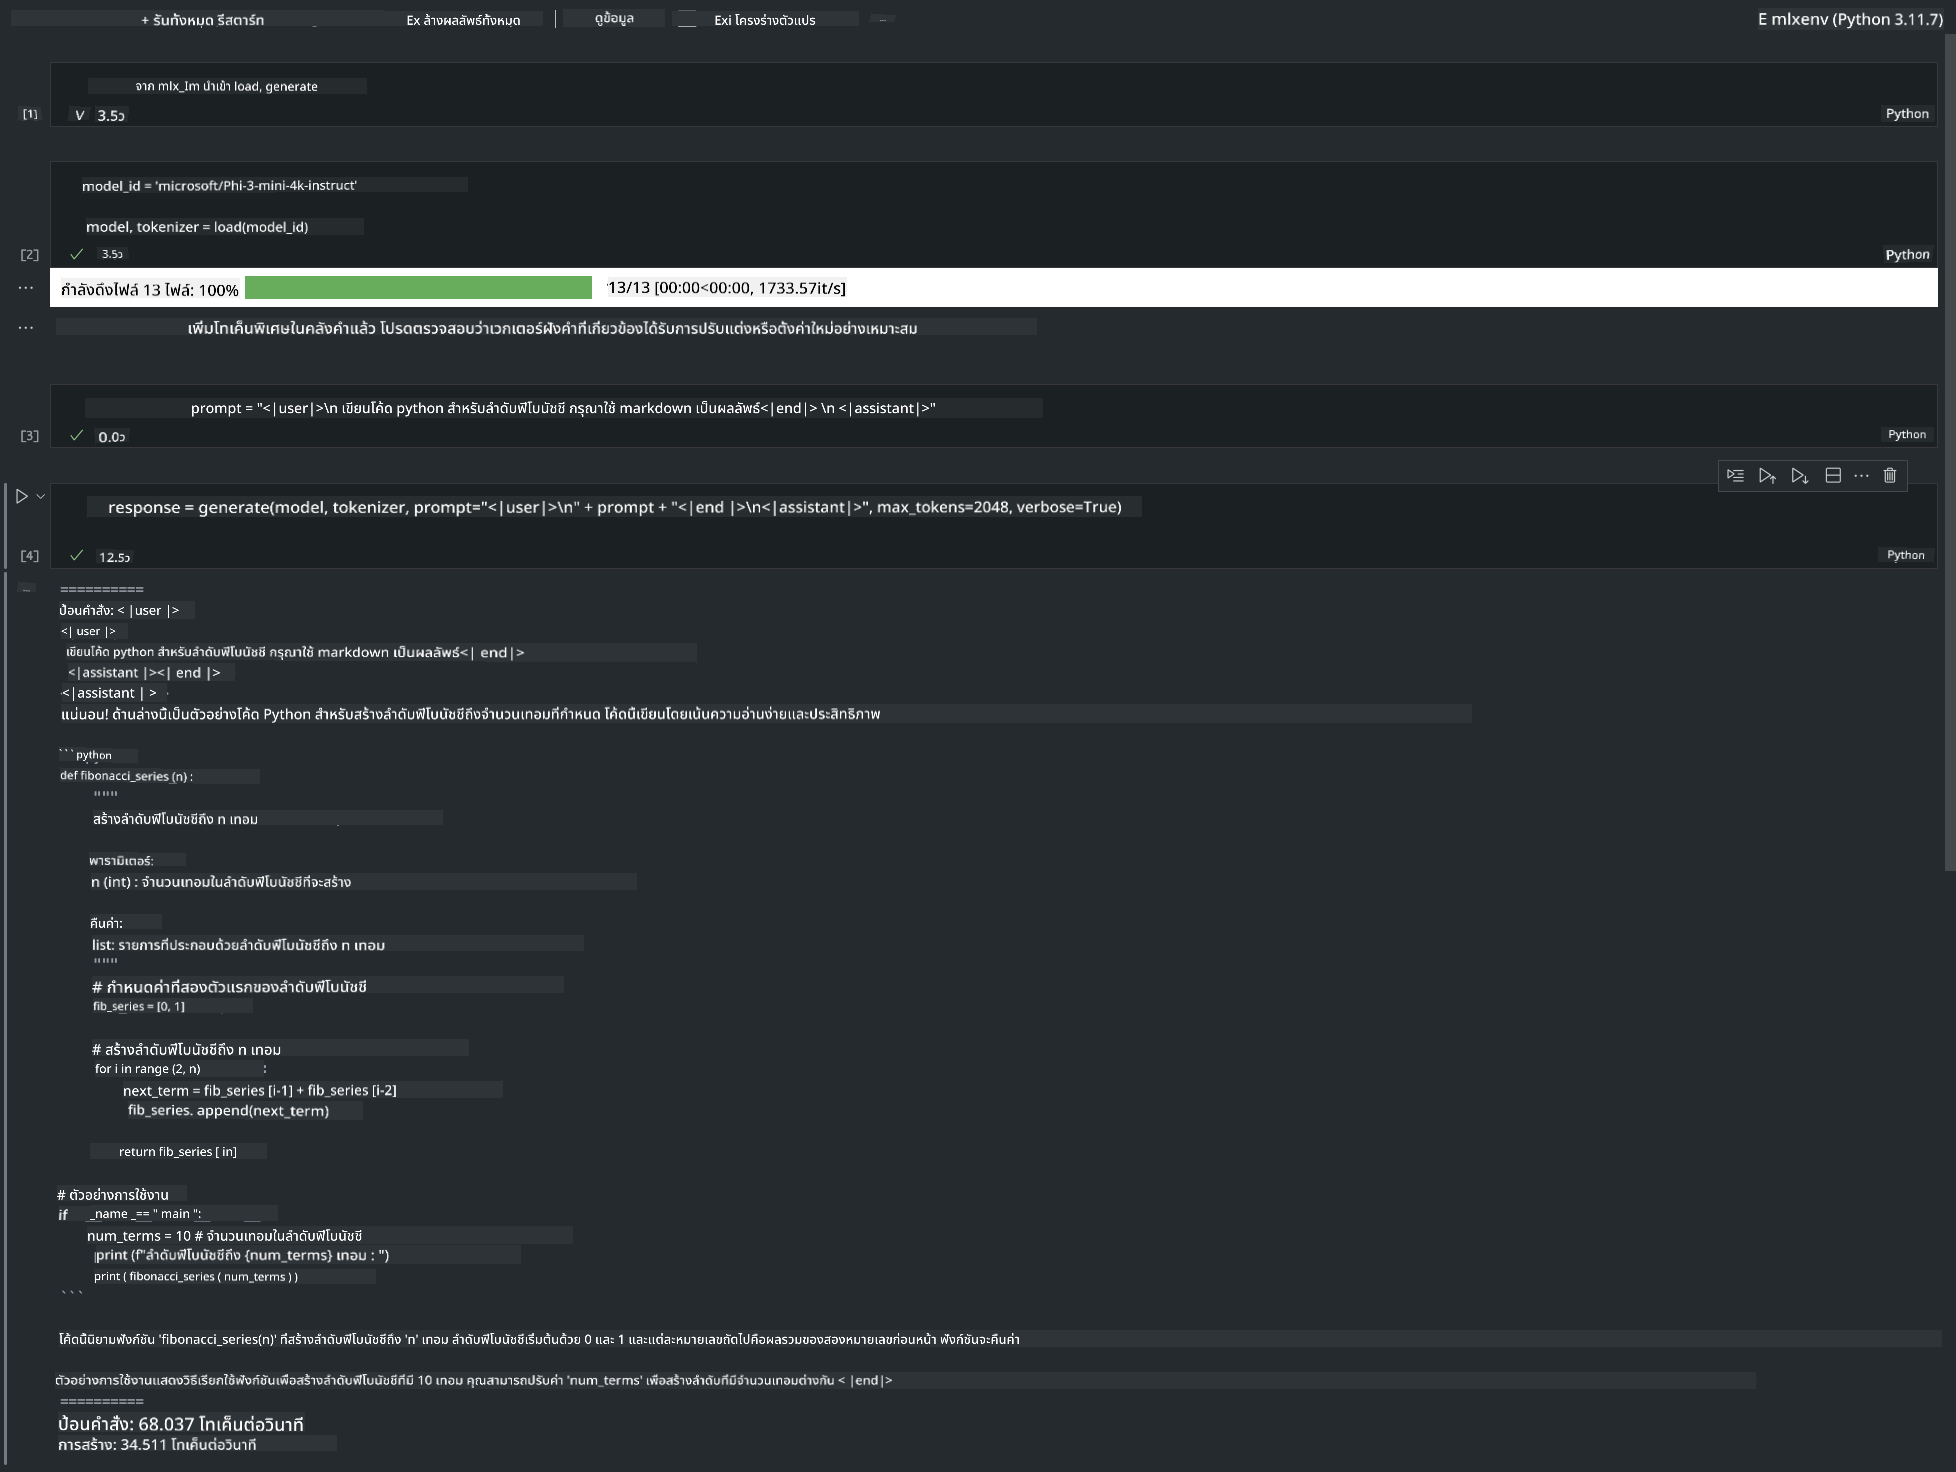 + รันทั้งหมด รีสตาร์ท Ex ล้างผลลัพธ์ทั้งหมด ดูข้อมูล Exi โครงร่างตัวแปร ... E mlxenv (Python 3.11.7)
จาก mlx_Im นำเข้า load, generate
[1] V 3.5ว Python
model_id = 'microsoft/Phi-3-mini-4k-instruct'
model, tokenizer = load(model_id)
[2] ✓ 3.5ว Python
... กำลังดึงไฟล์ 13 ไฟล์: 100% 13/13 [00:00<00:00, 1733.57it/s]
... เพิ่มโทเค็นพิเศษในคลังคำแล้ว โปรดตรวจสอบว่าเวกเตอร์ฝังคำที่เกี่ยวข้องได้รับการปรับแต่งหรือตั้งค่าใหม่อย่างเหมาะสม
prompt = "<|user|>\n เขียนโค้ด python สำหรับลำดับฟีโบนัชชี กรุณาใช้ markdown เป็นผลลัพธ์<|end|> \n <|assistant|>"
[3] ✓ 0.0ว Python
response = generate(model, tokenizer, prompt="<|user|>\n" + prompt + "<|end |>\n<|assistant|>", max_tokens=2048, verbose=True)
[4] ✓ 12.5ว Python
... ==========
ป้อนคำสั่ง: < |user |>
<| user |>
เขียนโค้ด python สำหรับลำดับฟีโบนัชชี กรุณาใช้ markdown เป็นผลลัพธ์<| end|>
<|assistant |><| end |>
<|assistant | >
แน่นอน! ด้านล่างนี้เป็นตัวอย่างโค้ด Python สำหรับสร้างลำดับฟีโบนัชชีถึงจำนวนเทอมที่กำหนด โค้ดนี้เขียนโดยเน้นความอ่านง่ายและประสิทธิภาพ
```python
def fibonacci_series (n) :
"""
สร้างลำดับฟีโบนัชชีถึง n เทอม
พารามิเตอร์:
n (int) : จำนวนเทอมในลำดับฟีโบนัชชีที่จะสร้าง
คืนค่า:
list: รายการที่ประกอบด้วยลำดับฟีโบนัชชีถึง n เทอม
"""
# กำหนดค่าที่สองตัวแรกของลำดับฟีโบนัชชี
fib_series = [0, 1]
# สร้างลำดับฟีโบนัชชีถึง n เทอม
for i in range (2, n) :
next_term = fib_series [i-1] + fib_series [i-2]
fib_series. append(next_term)
return fib_series [ in]
# ตัวอย่างการใช้งาน
if _name _== " main ":
num_terms = 10 # จำนวนเทอมในลำดับฟีโบนัชชี
print (f"ลำดับฟีโบนัชชีถึง {num_terms} เทอม : ")
print ( fibonacci_series ( num_terms ) )
```
โค้ดนี้นิยามฟังก์ชัน 'fibonacci_series(n)' ที่สร้างลำดับฟีโบนัชชีถึง 'n' เทอม ลำดับฟีโบนัชชีเริ่มต้นด้วย 0 และ 1 และแต่ละหมายเลขถัดไปคือผลรวมของสองหมายเลขก่อนหน้า ฟังก์ชันจะคืนค่า
ตัวอย่างการใช้งานแสดงวิธีเรียกใช้ฟังก์ชันเพื่อสร้างลำดับฟีโบนัชชีที่มี 10 เทอม คุณสามารถปรับค่า 'num_terms' เพื่อสร้างลำดับที่มีจำนวนเทอมต่างกัน < |end|>
==========
ป้อนคำสั่ง: 68.037 โทเค็นต่อวินาที
การสร้าง: 34.511 โทเค็นต่อวินาที